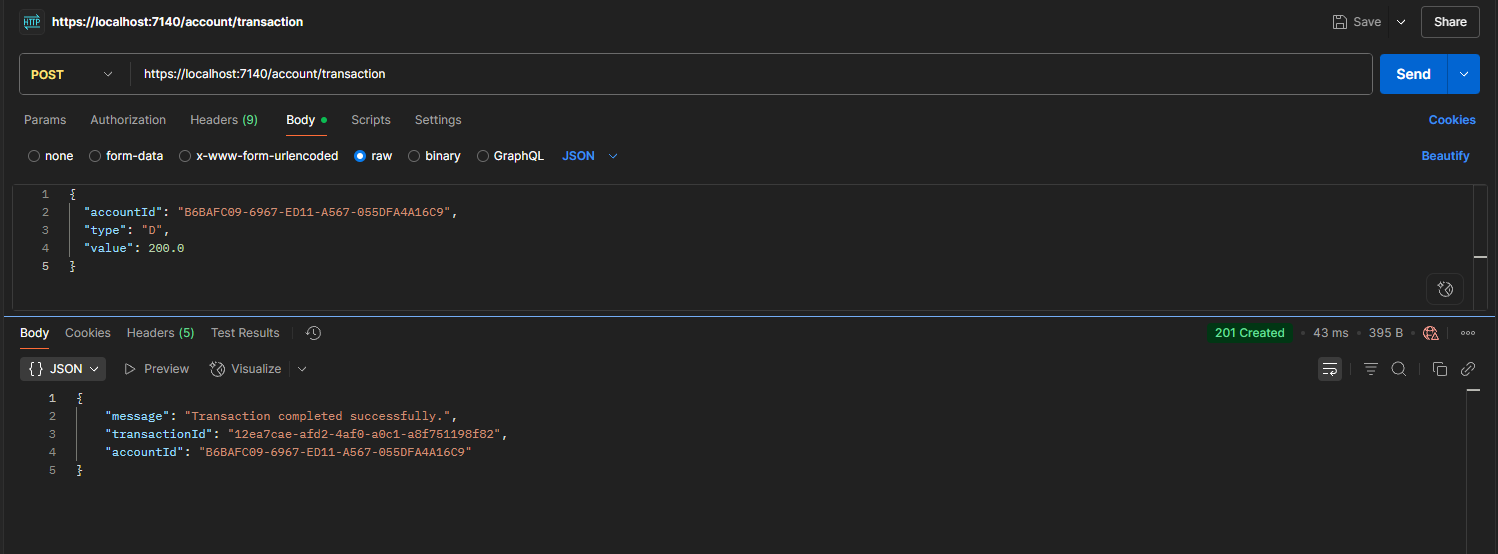 HTTP https://localhost:7140/account/transaction Save Share
POST https://localhost:7140/account/transaction Send
Params Authorization Headers (9) Body Scripts Settings Cookies
none form-data x-www-form-urlencoded raw binary GraphQL JSON Beautify
1 {
2 "accountId": "B6BAFC09-6967-ED11-A567-055DFA4A16C9",
3 "type": "D",
4 "value": 200.0
5 }
Body Cookies Headers (5) Test Results 201 Created • 43 ms • 395 B
{} JSON Preview Visualize
1 {
2 "message": "Transaction completed successfully.",
3 "transactionId": "12ea7cae-afd2-4af0-a0c1-a8f751198f82",
4 "accountId": "B6BAFC09-6967-ED11-A567-055DFA4A16C9"
5 }